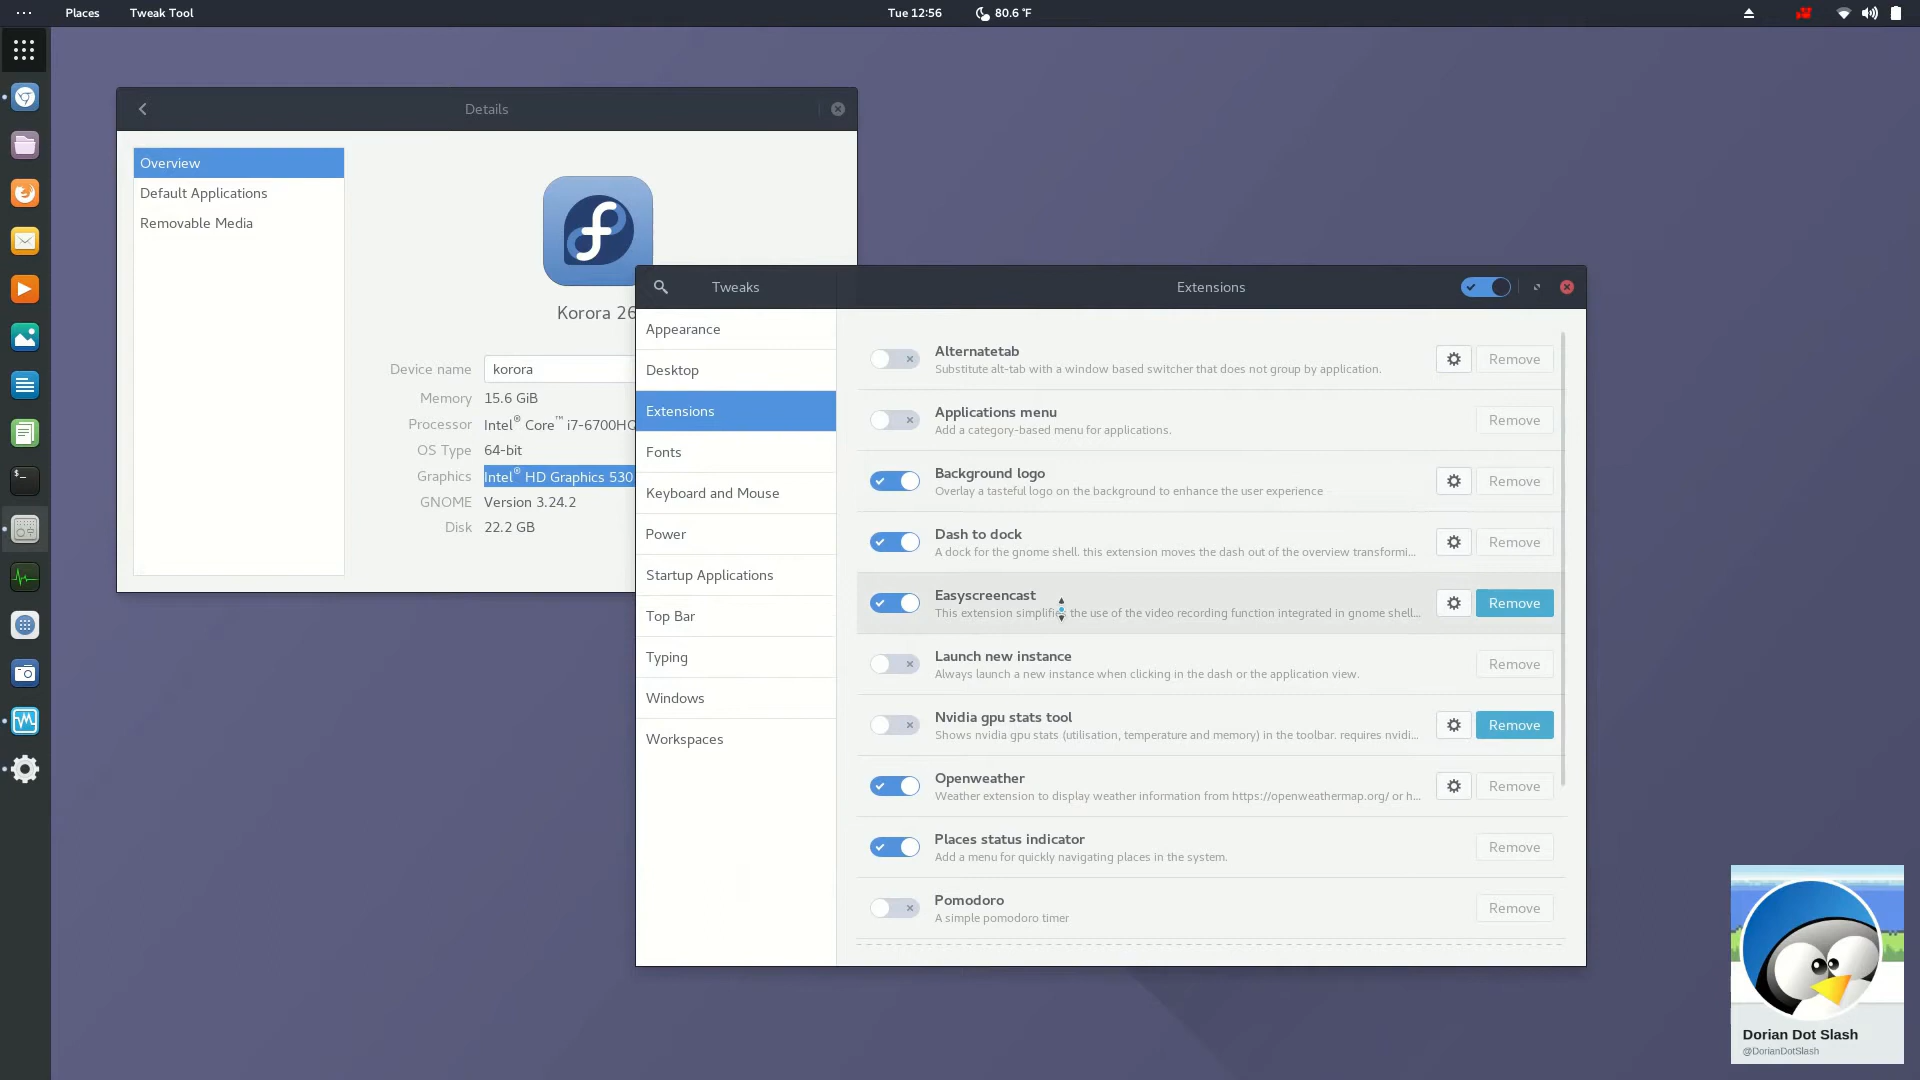 Places Tweak Tool Tue 12:56 80.6 °F
Details
Overview
Default Applications
Removable Media
Korora 26
Device name korora
Memory 15.6 GiB
Processor Intel® Core™ i7-6700HQ
OS Type 64-bit
Graphics Intel® HD Graphics 530
GNOME Version 3.24.2
Disk 22.2 GB
Tweaks Extensions
Appearance
Desktop
Extensions
Fonts
Keyboard and Mouse
Power
Startup Applications
Top Bar
Typing
Windows
Workspaces
Alternatetab
Substitute alt-tab with a window based switcher that does not group by application.
Remove
Applications menu
Add a category-based menu for applications.
Remove
Background logo
Overlay a tasteful logo on the background to enhance the user experience
Remove
Dash to dock
A dock for the gnome shell. this extension moves the dash out of the overview transformi...
Remove
Easyscreencast
This extension simplifies the use of the video recording function integrated in gnome shell...
Remove
Launch new instance
Always launch a new instance when clicking in the dash or the application view.
Remove
Nvidia gpu stats tool
Shows nvidia gpu stats (utilisation, temperature and memory) in the toolbar. requires nvidi...
Remove
Openweather
Weather extension to display weather information from https://openweathermap.org/ or h...
Remove
Places status indicator
Add a menu for quickly navigating places in the system.
Remove
Pomodoro
A simple pomodoro timer
Remove
Dorian Dot Slash
@DorianDotSlash